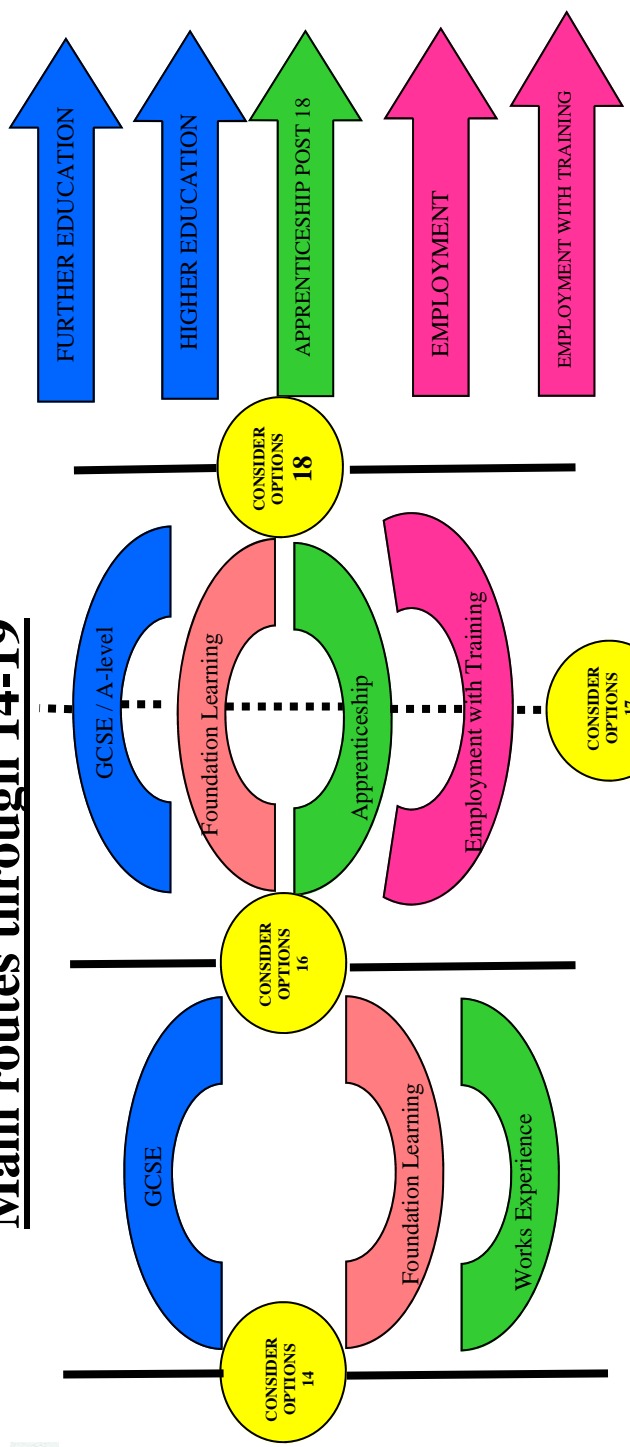 Main routes through 14-19
CONSIDER
OPTIONS
14
GCSE
Foundation Learning
Works Experience
CONSIDER
OPTIONS
16
GCSE / A-level
Foundation Learning
Apprenticeship
Employment with Training
CONSIDER
OPTIONS
17
CONSIDER
OPTIONS
18
FURTHER EDUCATION
HIGHER EDUCATION
APPRENTICESHIP POST 18
EMPLOYMENT
EMPLOYMENT WITH TRAINING